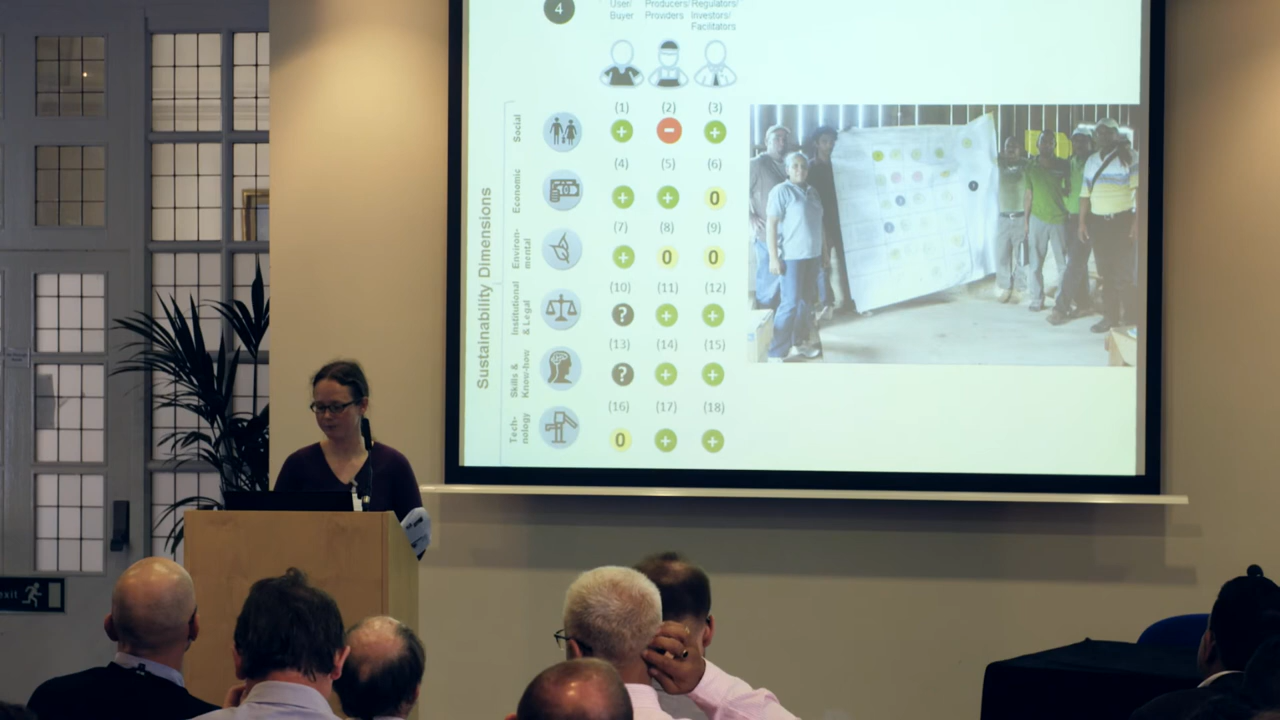 4
User/ Producers/ Regulators/
Buyer Providers Investors/
Facilitators
(1) (2) (3)
Social + - +
(4) (5) (6)
Economic + + 0
(7) (8) (9)
Environ-
mental + 0 0
(10) (11) (12)
Institutional
& Legal ? + +
(13) (14) (15)
Skills &
Know-how ? + +
(16) (17) (18)
Tech-
nology 0 + +
Sustainability Dimensions
exit